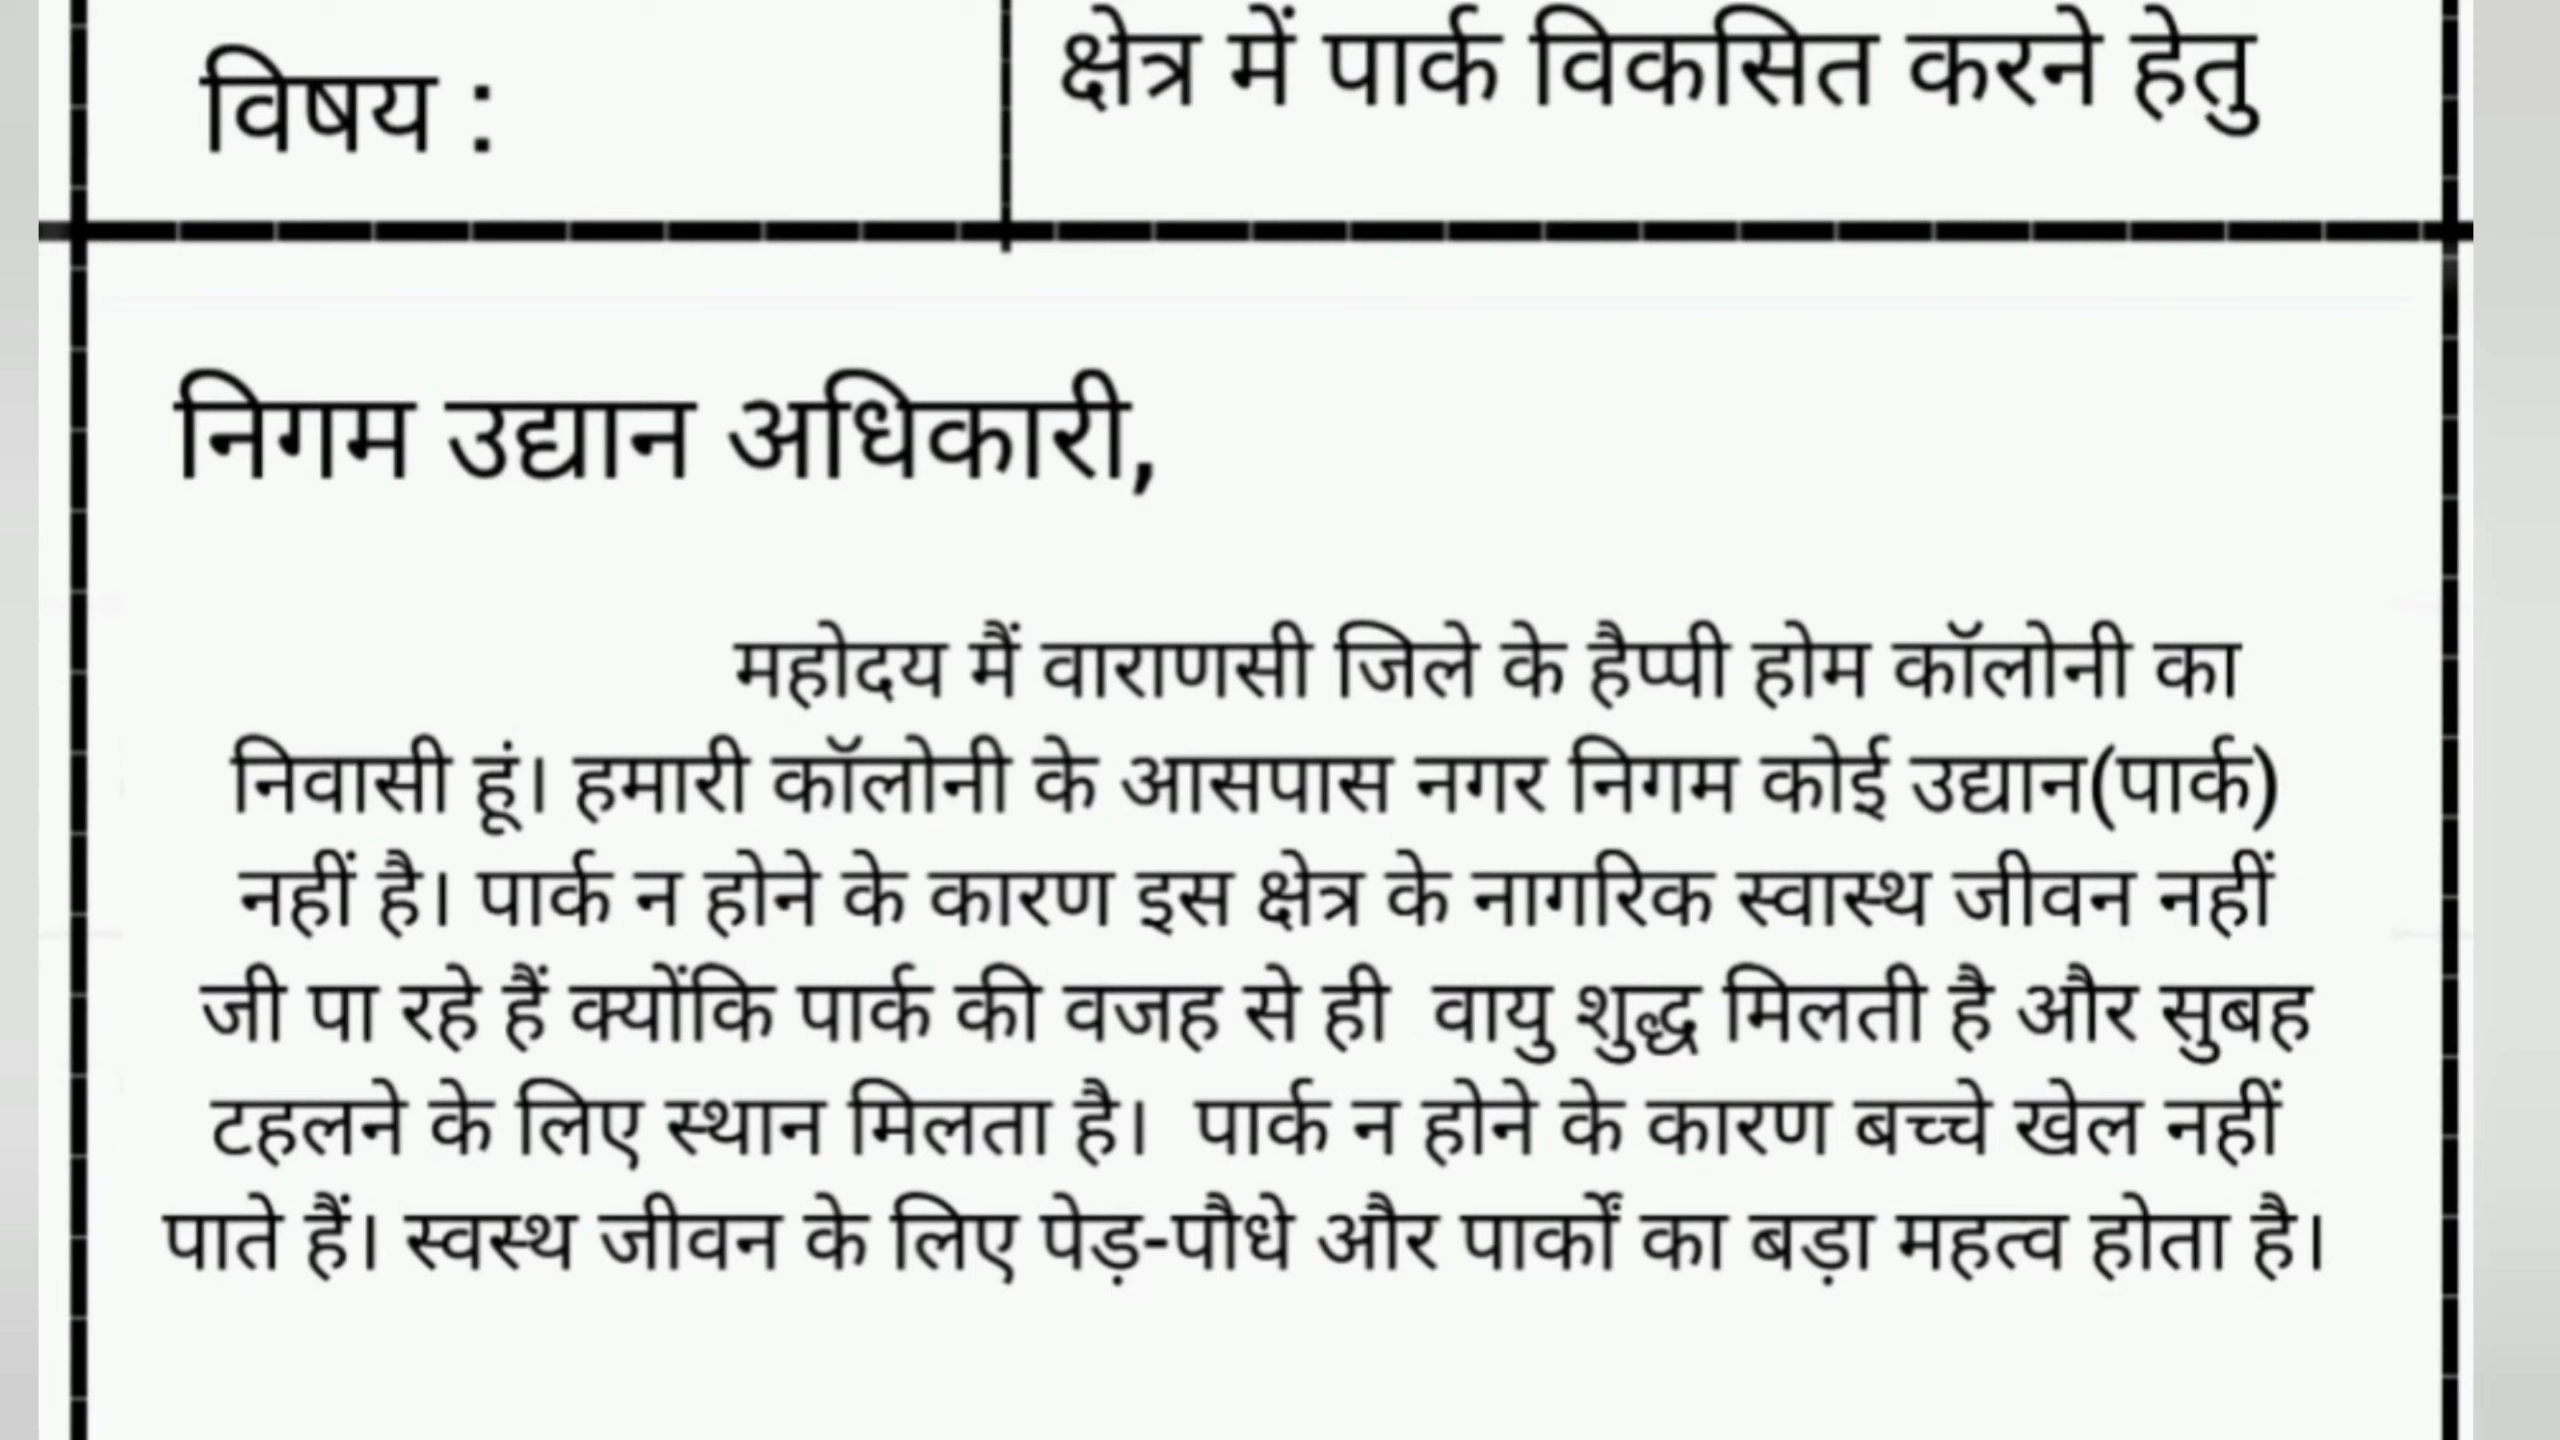 विषय :
क्षेत्र में पार्क विकसित करने हेतु
निगम उद्यान अधिकारी,
महोदय मैं वाराणसी जिले के हैप्पी होम कॉलोनी का
निवासी हूं। हमारी कॉलोनी के आसपास नगर निगम कोई उद्यान(पार्क)
नहीं है। पार्क न होने के कारण इस क्षेत्र के नागरिक स्वास्थ जीवन नहीं
जी पा रहे हैं क्योंकि पार्क की वजह से ही  वायु शुद्ध मिलती है और सुबह
टहलने के लिए स्थान मिलता है।  पार्क न होने के कारण बच्चे खेल नहीं
पाते हैं। स्वस्थ जीवन के लिए पेड़-पौधे और पार्कों का बड़ा महत्व होता है।